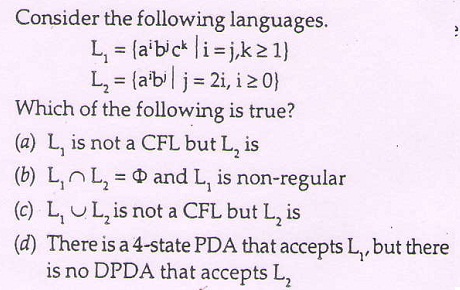 Consider the following languages.
L₁ = {aⁱbʲcᵏ | i = j, k ≥ 1}
L₂ = {aⁱbʲ | j = 2i, i ≥ 0}
Which of the following is true?
(a) L₁ is not a CFL but L₂ is
(b) L₁ ∩ L₂ = Φ and L₁ is non-regular
(c) L₁ ∪ L₂ is not a CFL but L₂ is
(d) There is a 4-state PDA that accepts L₁, but there
is no DPDA that accepts L₂